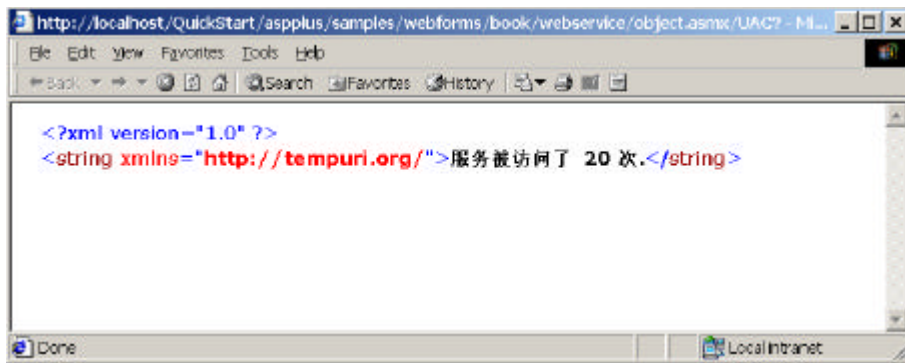 http://localhost/QuickStart/aspplus/samples/webforms/book/webservice/object.asmx/UAC? - Mi...
File Edit View Favorites Tools Help
Back Search Favorites History
<?xml version="1.0" ?>
<string xmlns="http://tempuri.org/">服务被访问了 20 次.</string>
Done Local intranet